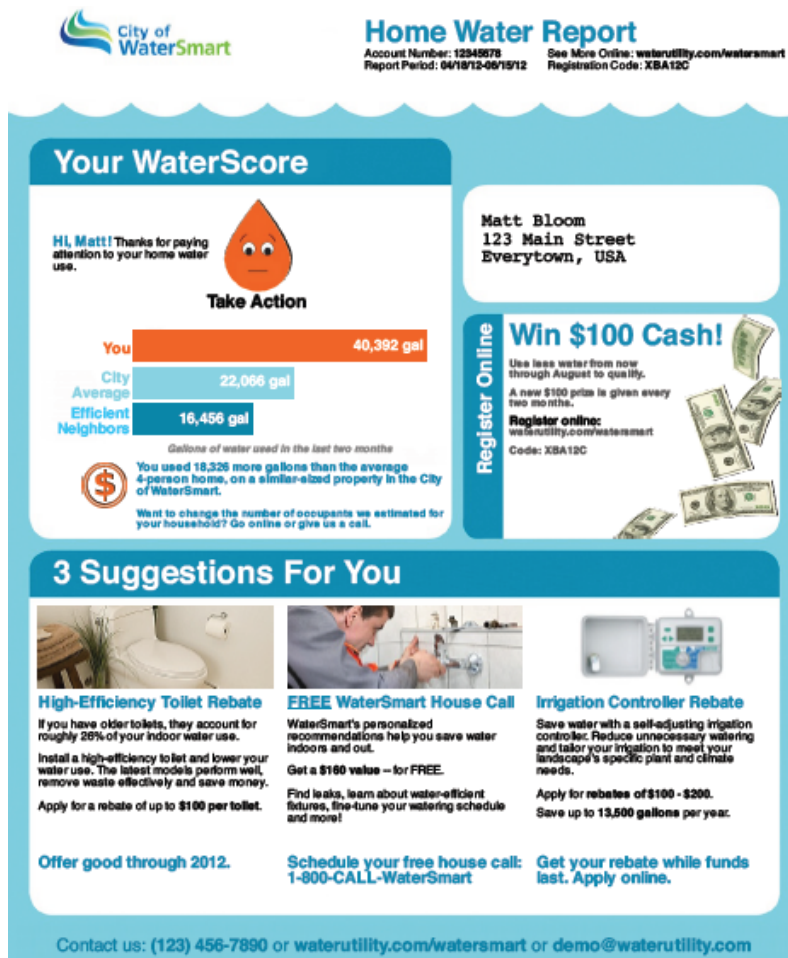 City of
WaterSmart
Home Water Report
Account Number: 12345678
Report Period: 04/18/12-06/15/12
See More Online: waterutility.com/watersmart
Registration Code: XBA12C
Your WaterScore
Hi, Matt! Thanks for paying
attention to your home water
use.
Take Action
You
40,392 gal
City
Average
22,066 gal
Efficient
Neighbors
16,456 gal
Gallons of water used in the last two months
You used 18,326 more gallons than the average
4-person home, on a similar-sized property in the City
of WaterSmart.
Want to change the number of occupants we estimated for
your household? Go online or give us a call.
Matt Bloom
123 Main Street
Everytown, USA
Register Online
Win $100 Cash!
Use less water from now
through August to qualify.
A new $100 prize is given every
two months.
Register online:
waterutility.com/watersmart
Code: XBA12C
3 Suggestions For You
High-Efficiency Toilet Rebate
If you have older toilets, they account for
roughly 26% of your indoor water use.
Install a high-efficiency toilet and lower your
water use. The latest models perform well,
remove waste effectively and save money.
Apply for a rebate of up to $100 per toilet.
Offer good through 2012.
FREE WaterSmart House Call
WaterSmart's personalized
recommendations help you save water
indoors and out.
Get a $160 value – for FREE.
Find leaks, learn about water-efficient
fixtures, fine-tune your watering schedule
and more!
Schedule your free house call:
1-800-CALL-WaterSmart
Irrigation Controller Rebate
Save water with a self-adjusting irrigation
controller. Reduce unnecessary watering
and tailor your irrigation to meet your
landscape's specific plant and climate
needs.
Apply for rebates of $100 - $200.
Save up to 13,500 gallons per year.
Get your rebate while funds
last. Apply online.
Contact us: (123) 456-7890 or waterutility.com/watersmart or demo@waterutility.com